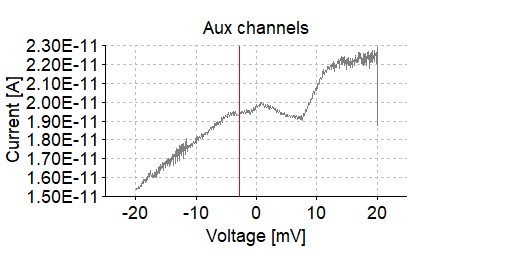 Aux channels
Current [A]
2.30E-11
2.20E-11
2.10E-11
2.00E-11
1.90E-11
1.80E-11
1.70E-11
1.60E-11
1.50E-11
-20 -10 0 10 20
Voltage [mV]